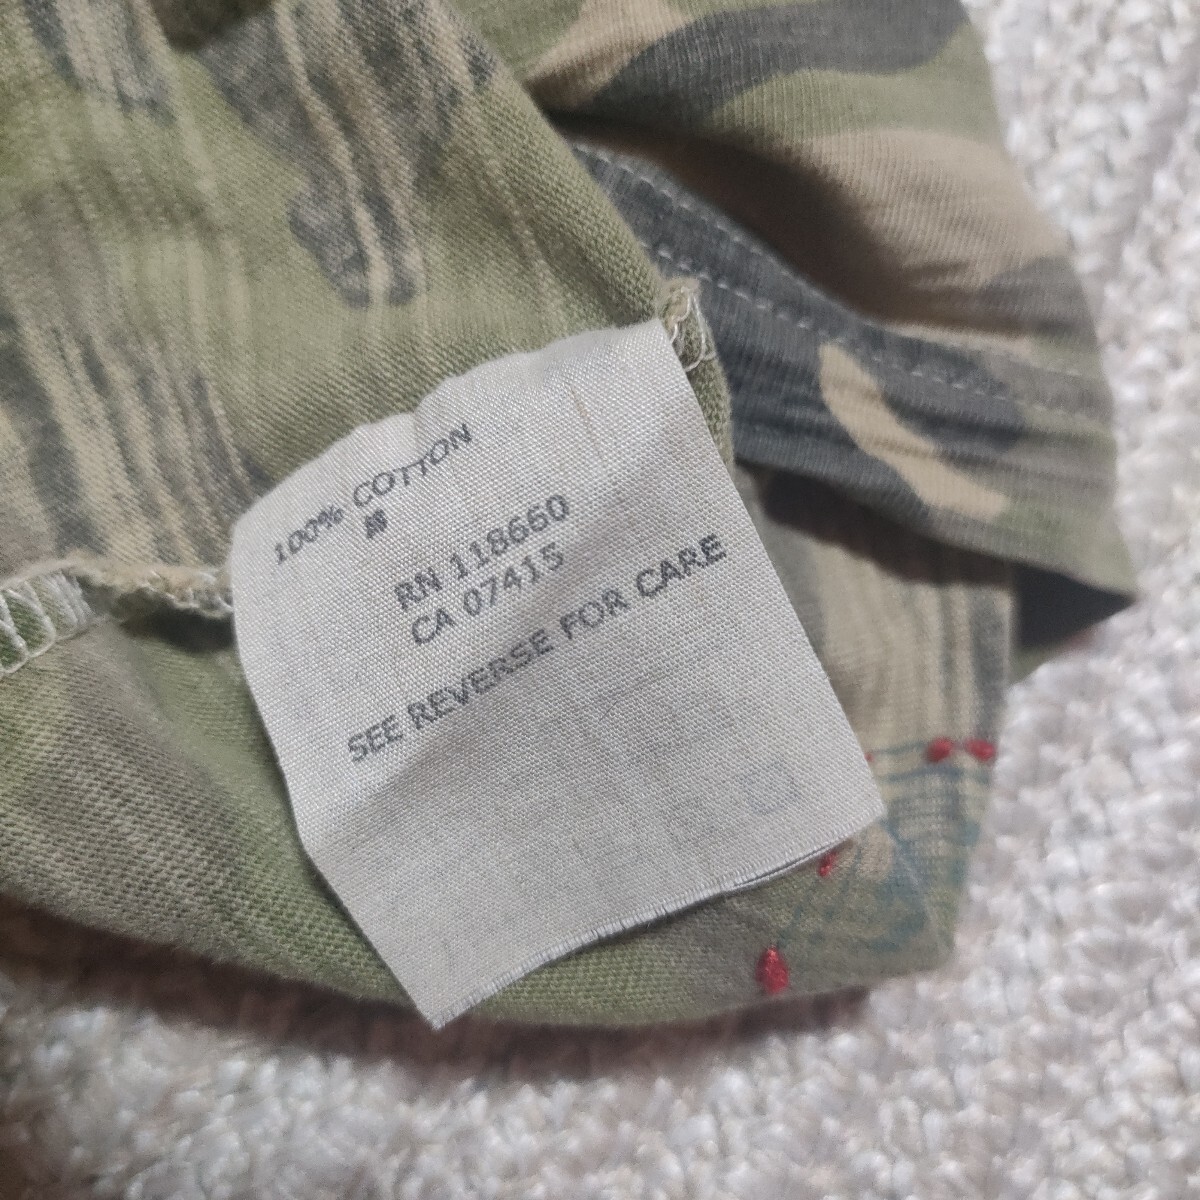 100% COTTON
RN 118660
CA 07415
SEE REVERSE FOR CARE